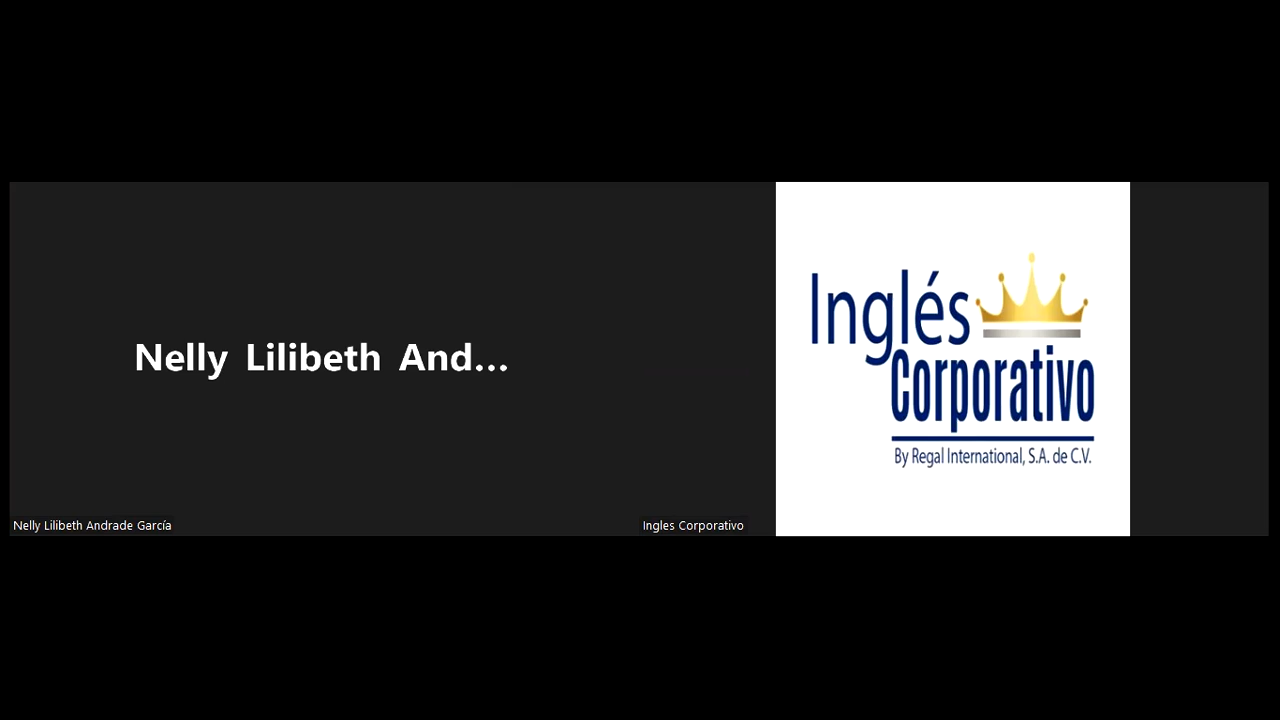 Nelly Lilibeth And...
Nelly Lilibeth Andrade García
Inglés
Corporativo
By Regal International, S.A. de C.V.
Ingles Corporativo